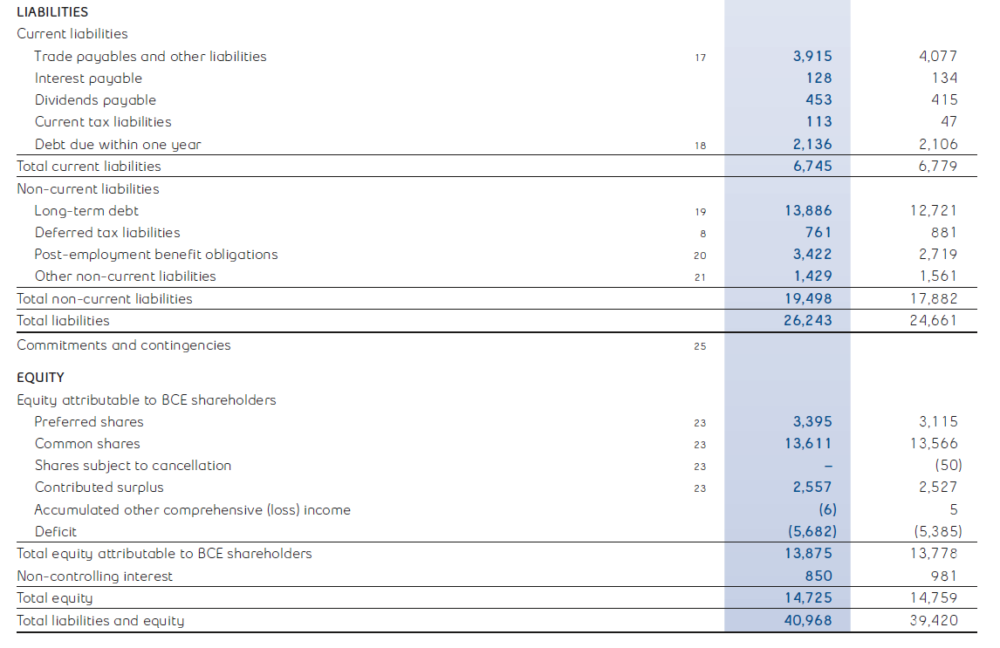 LIABILITIES
Current liabilities
Trade payables and other liabilities 17 3,915 4,077
Interest payable 128 134
Dividends payable 453 415
Current tax liabilities 113 47
Debt due within one year 18 2,136 2,106
Total current liabilities 6,745 6,779
Non-current liabilities
Long-term debt 19 13,886 12,721
Deferred tax liabilities 8 761 881
Post-employment benefit obligations 20 3,422 2,719
Other non-current liabilities 21 1,429 1,561
Total non-current liabilities 19,498 17,882
Total liabilities 26,243 24,661
Commitments and contingencies 25
EQUITY
Equity attributable to BCE shareholders
Preferred shares 23 3,395 3,115
Common shares 23 13,611 13,566
Shares subject to cancellation 23 – (50)
Contributed surplus 23 2,557 2,527
Accumulated other comprehensive (loss) income (6) 5
Deficit (5,682) (5,385)
Total equity attributable to BCE shareholders 13,875 13,778
Non-controlling interest 850 981
Total equity 14,725 14,759
Total liabilities and equity 40,968 39,420